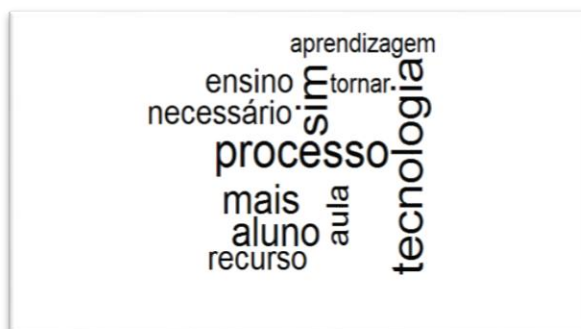 aprendizagem
ensino
sim
tornar
tecnologia
necessário
processo
mais
aula
aluno
recurso